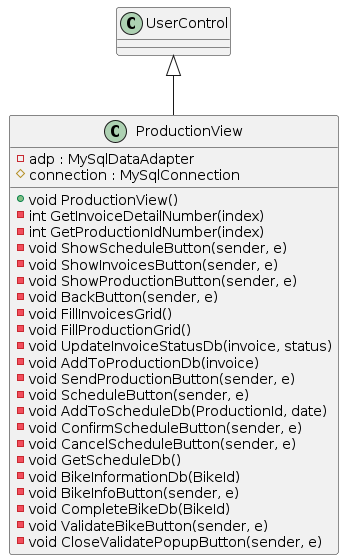 C UserControl
C ProductionView
adp : MySqlDataAdapter
connection : MySqlConnection
void ProductionView()
int GetInvoiceDetailNumber(index)
int GetProductionIdNumber(index)
void ShowScheduleButton(sender, e)
void ShowInvoicesButton(sender, e)
void ShowProductionButton(sender, e)
void BackButton(sender, e)
void FillInvoicesGrid()
void FillProductionGrid()
void UpdateInvoiceStatusDb(invoice, status)
void AddToProductionDb(invoice)
void SendProductionButton(sender, e)
void ScheduleButton(sender, e)
void AddToScheduleDb(ProductionId, date)
void ConfirmScheduleButton(sender, e)
void CancelScheduleButton(sender, e)
void GetScheduleDb()
void BikeInformationDb(BikeId)
void BikeInfoButton(sender, e)
void CompleteBikeDb(BikeId)
void ValidateBikeButton(sender, e)
void CloseValidatePopupButton(sender, e)